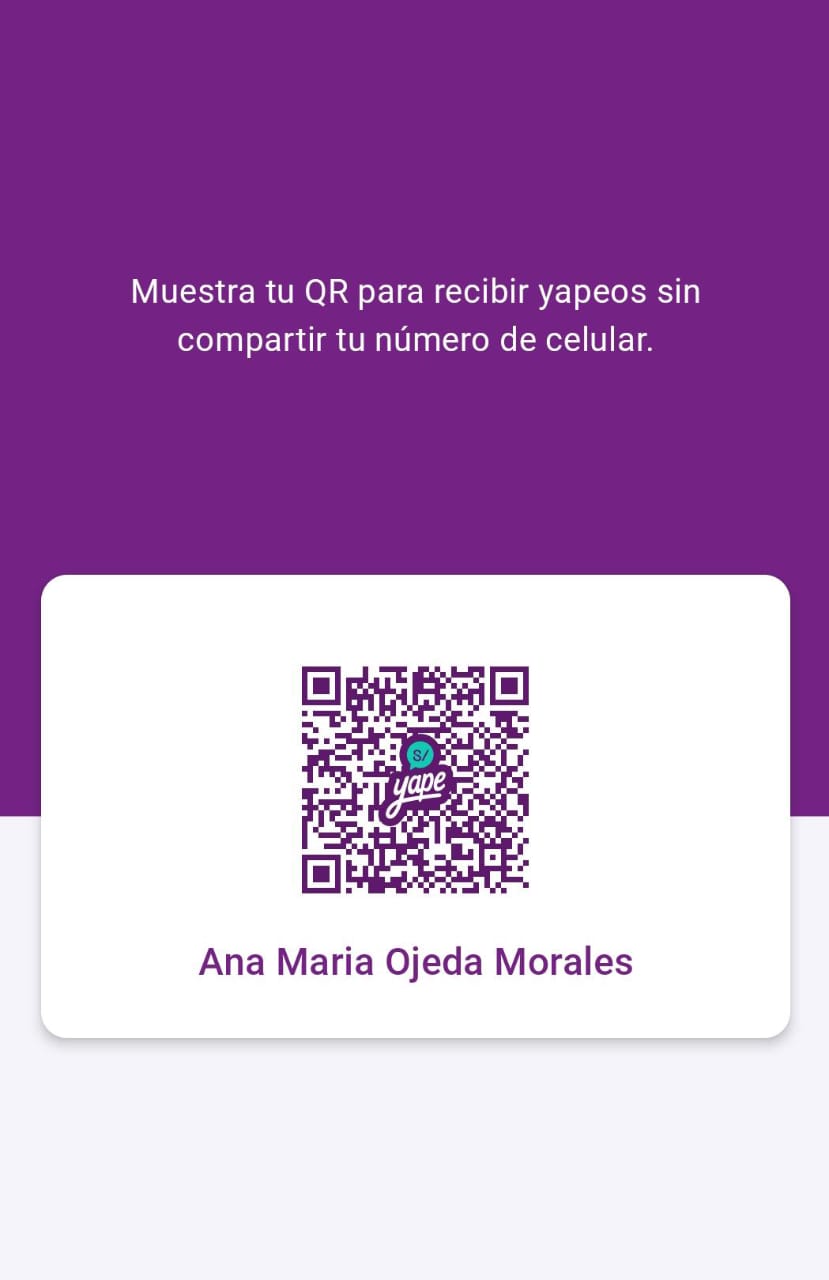 Muestra tu QR para recibir yapeos sin
compartir tu número de celular.
S/
yape
Ana Maria Ojeda Morales